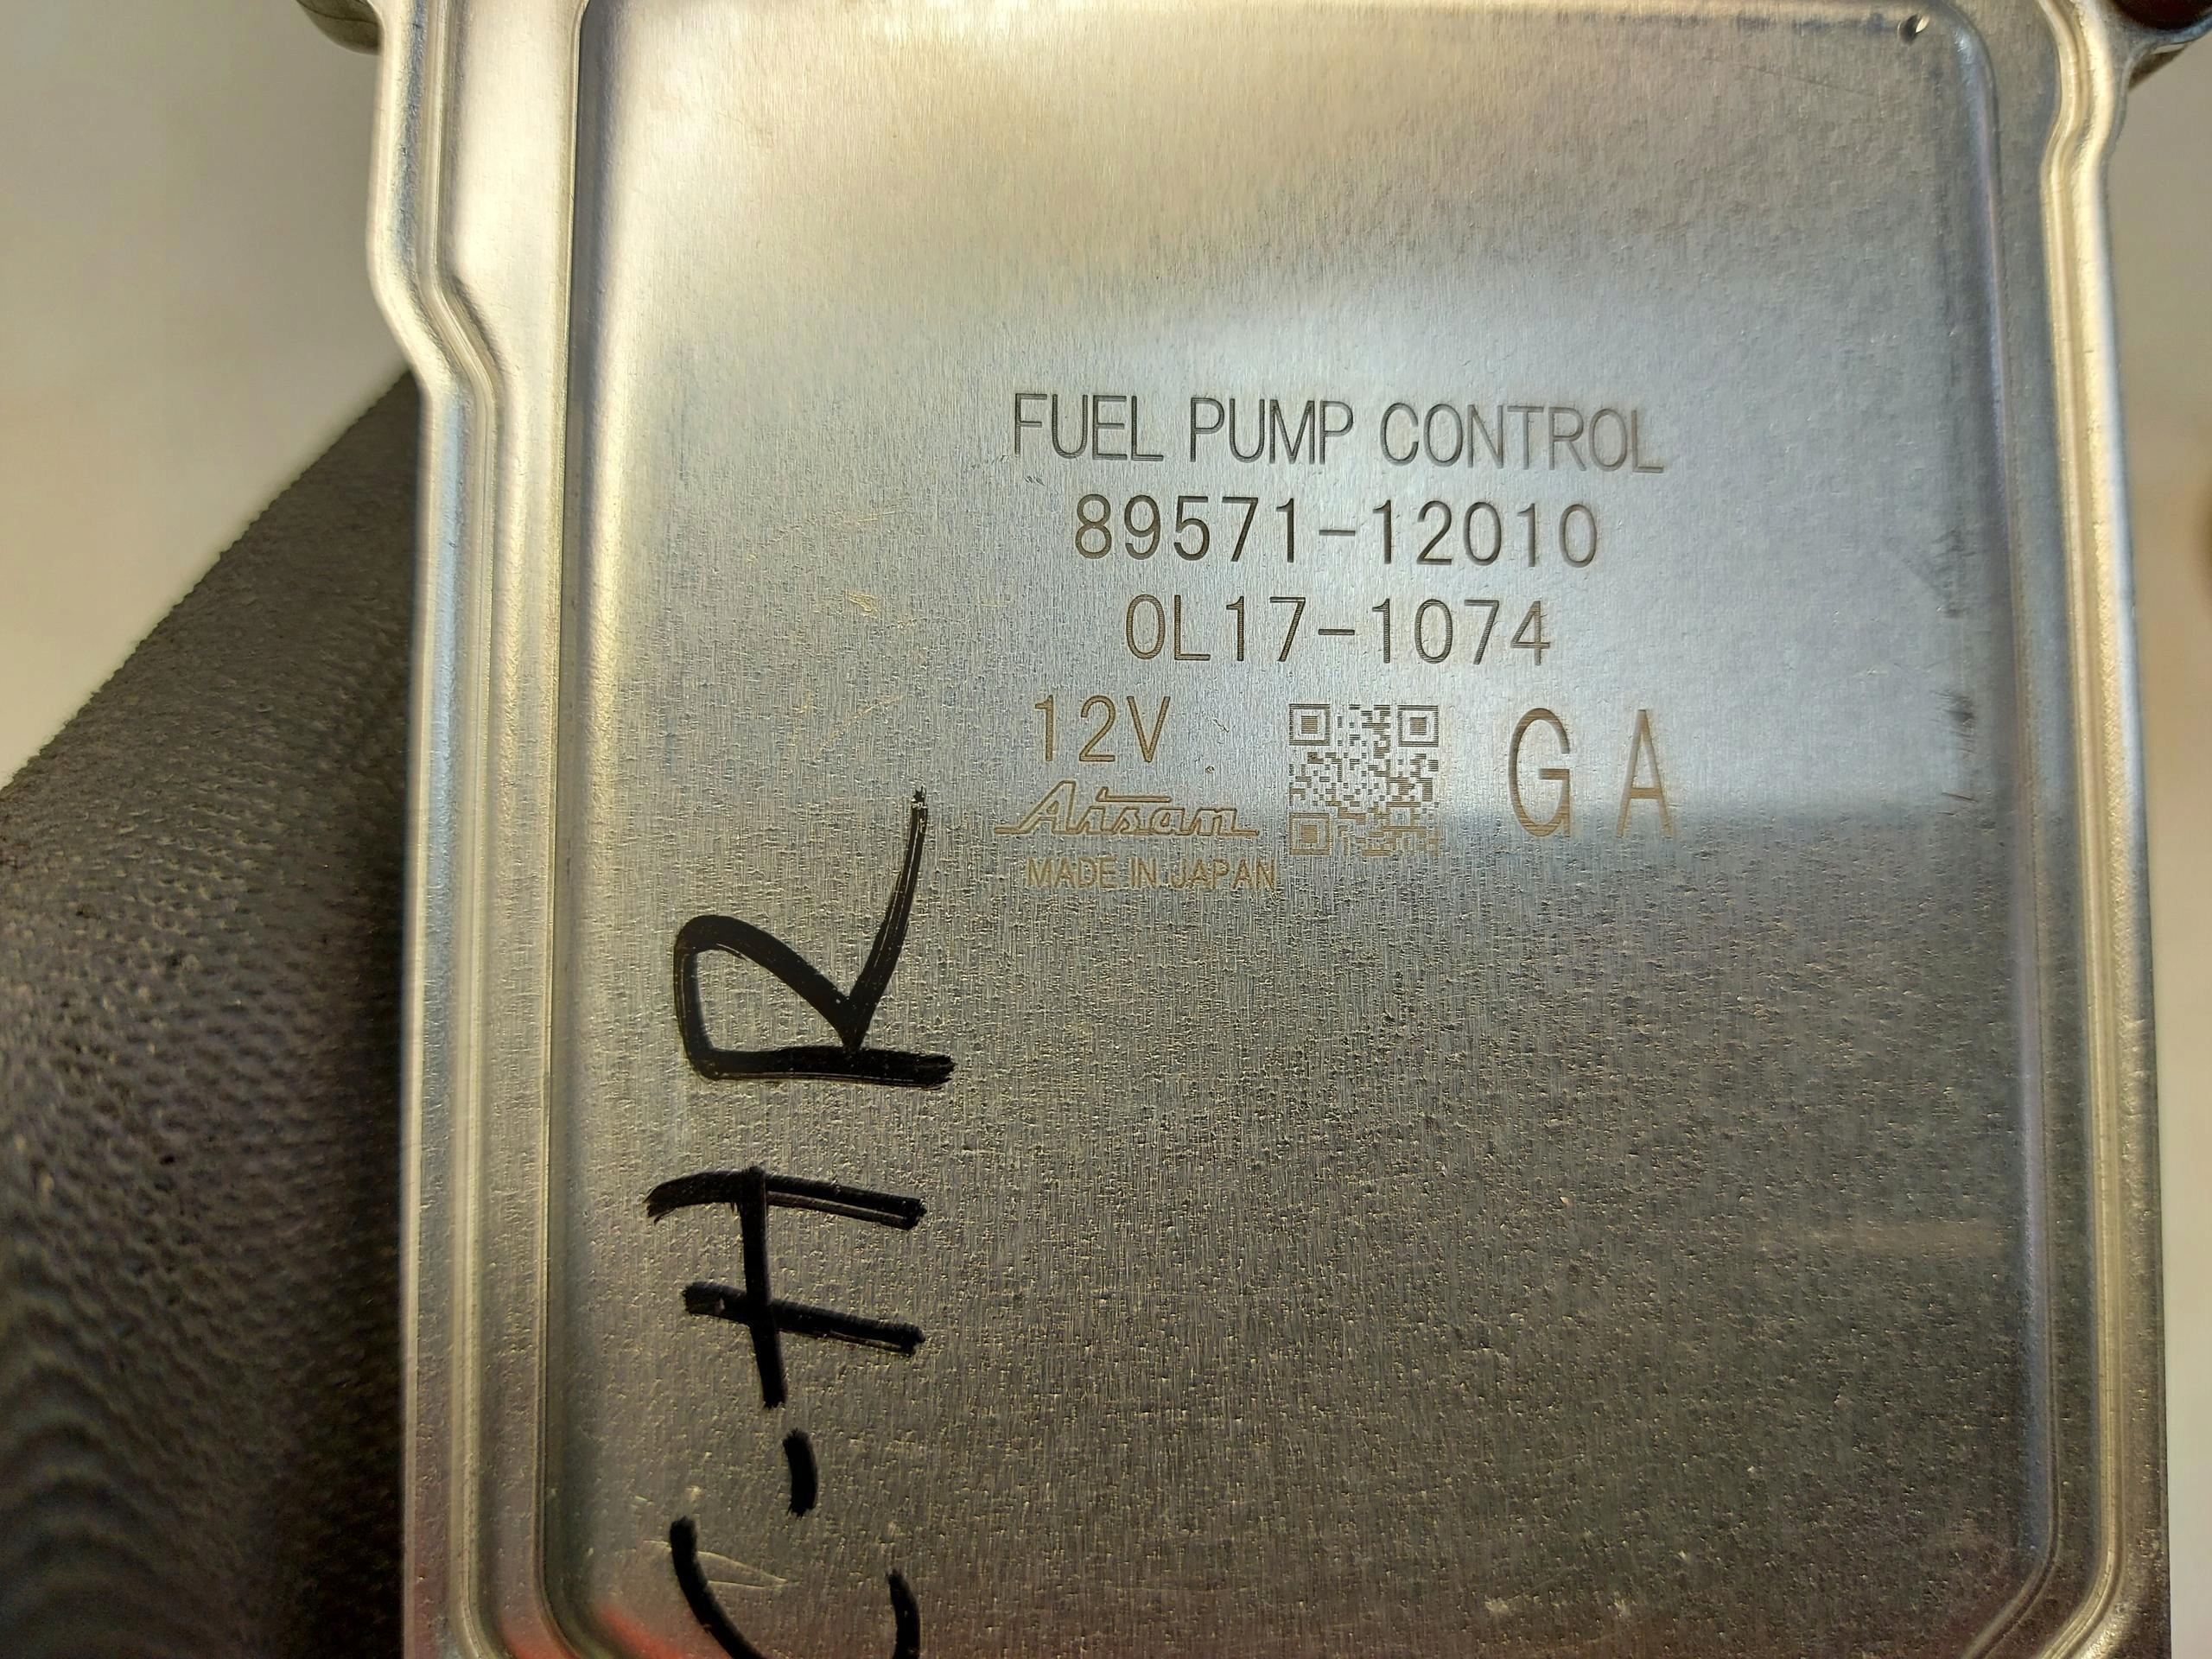 FUEL PUMP CONTROL
89571-12010
0L17-1074
12V
GA
Aisan
MADE IN JAPAN
C-HR